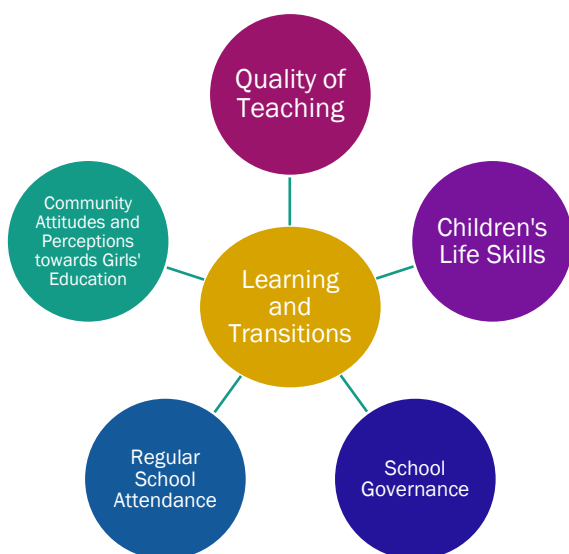 Quality of
Teaching
Community
Attitudes and
Perceptions
towards Girls'
Education
Children's
Life Skills
Learning
and
Transitions
Regular
School
Attendance
School
Governance